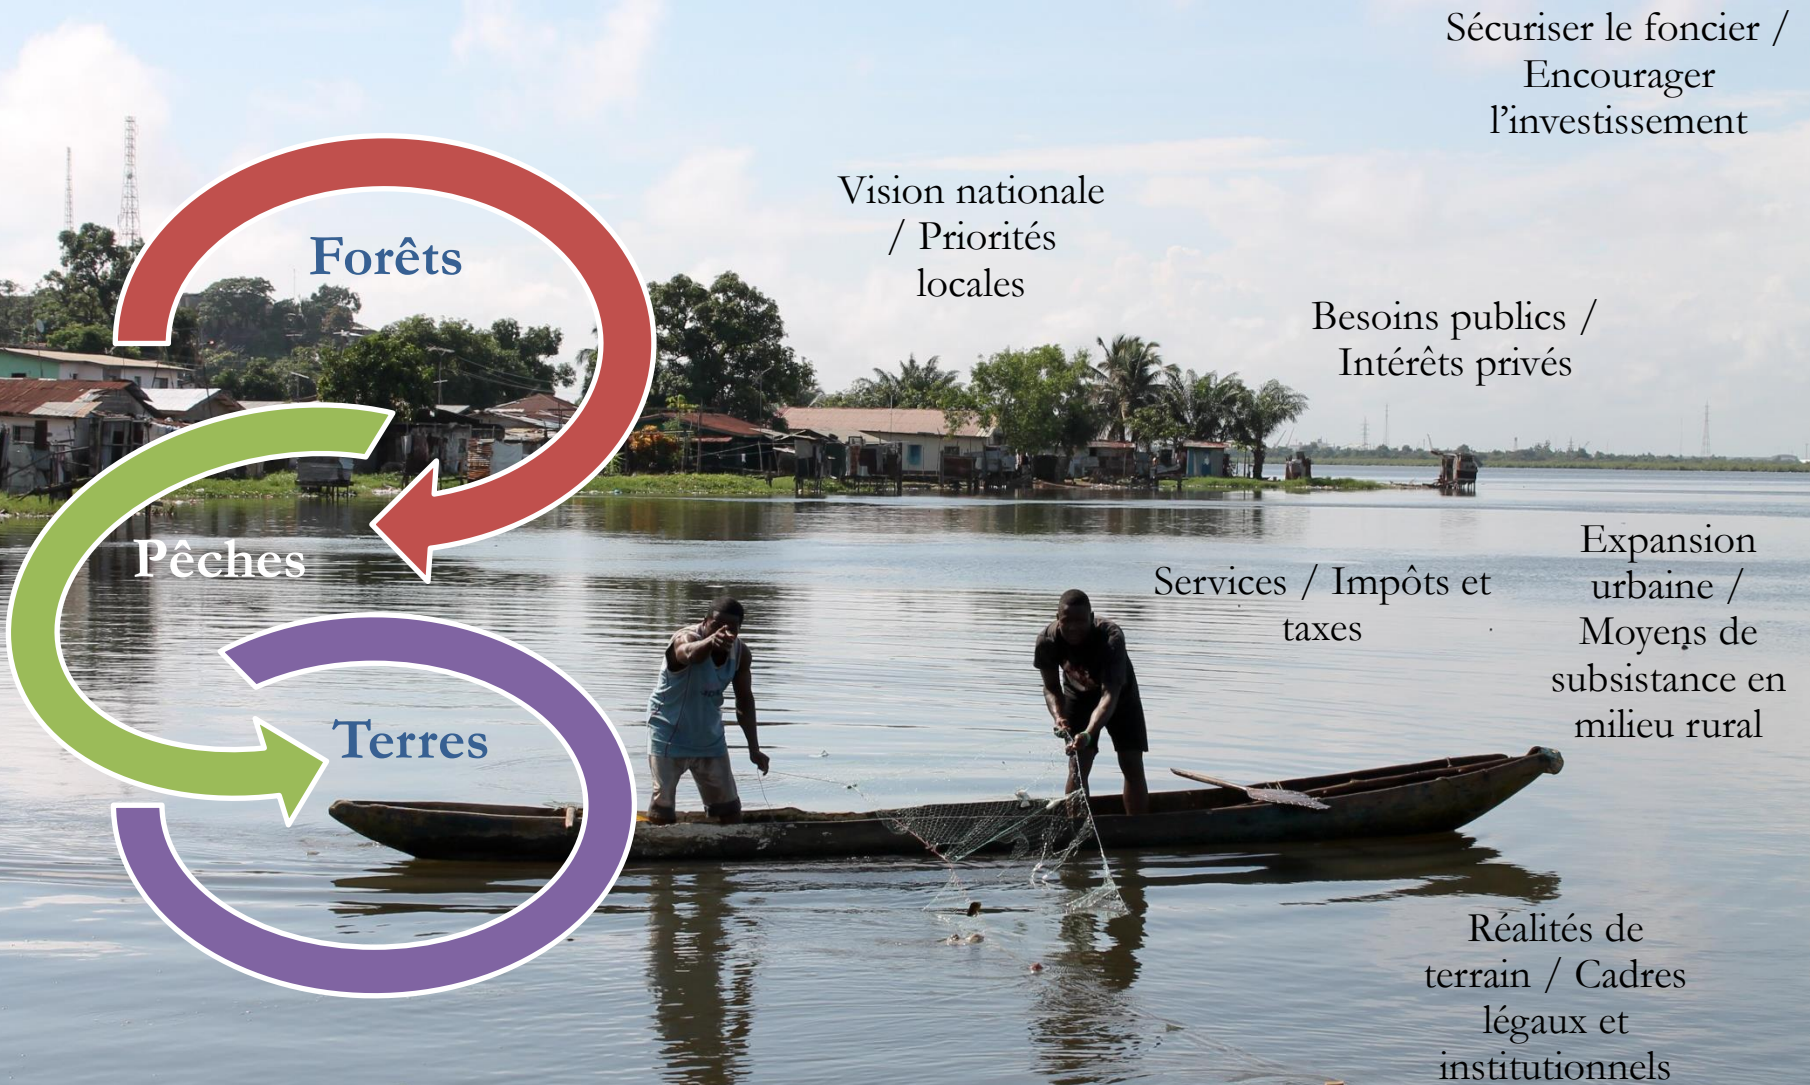 Sécuriser le foncier /
Encourager
l’investissement
Vision nationale
/ Priorités
locales
Forêts
Besoins publics /
Intérêts privés
Pêches
Services / Impôts et
taxes
Expansion
urbaine /
Moyens de
subsistance en
milieu rural
Terres
Réalités de
terrain / Cadres
légaux et
institutionnels